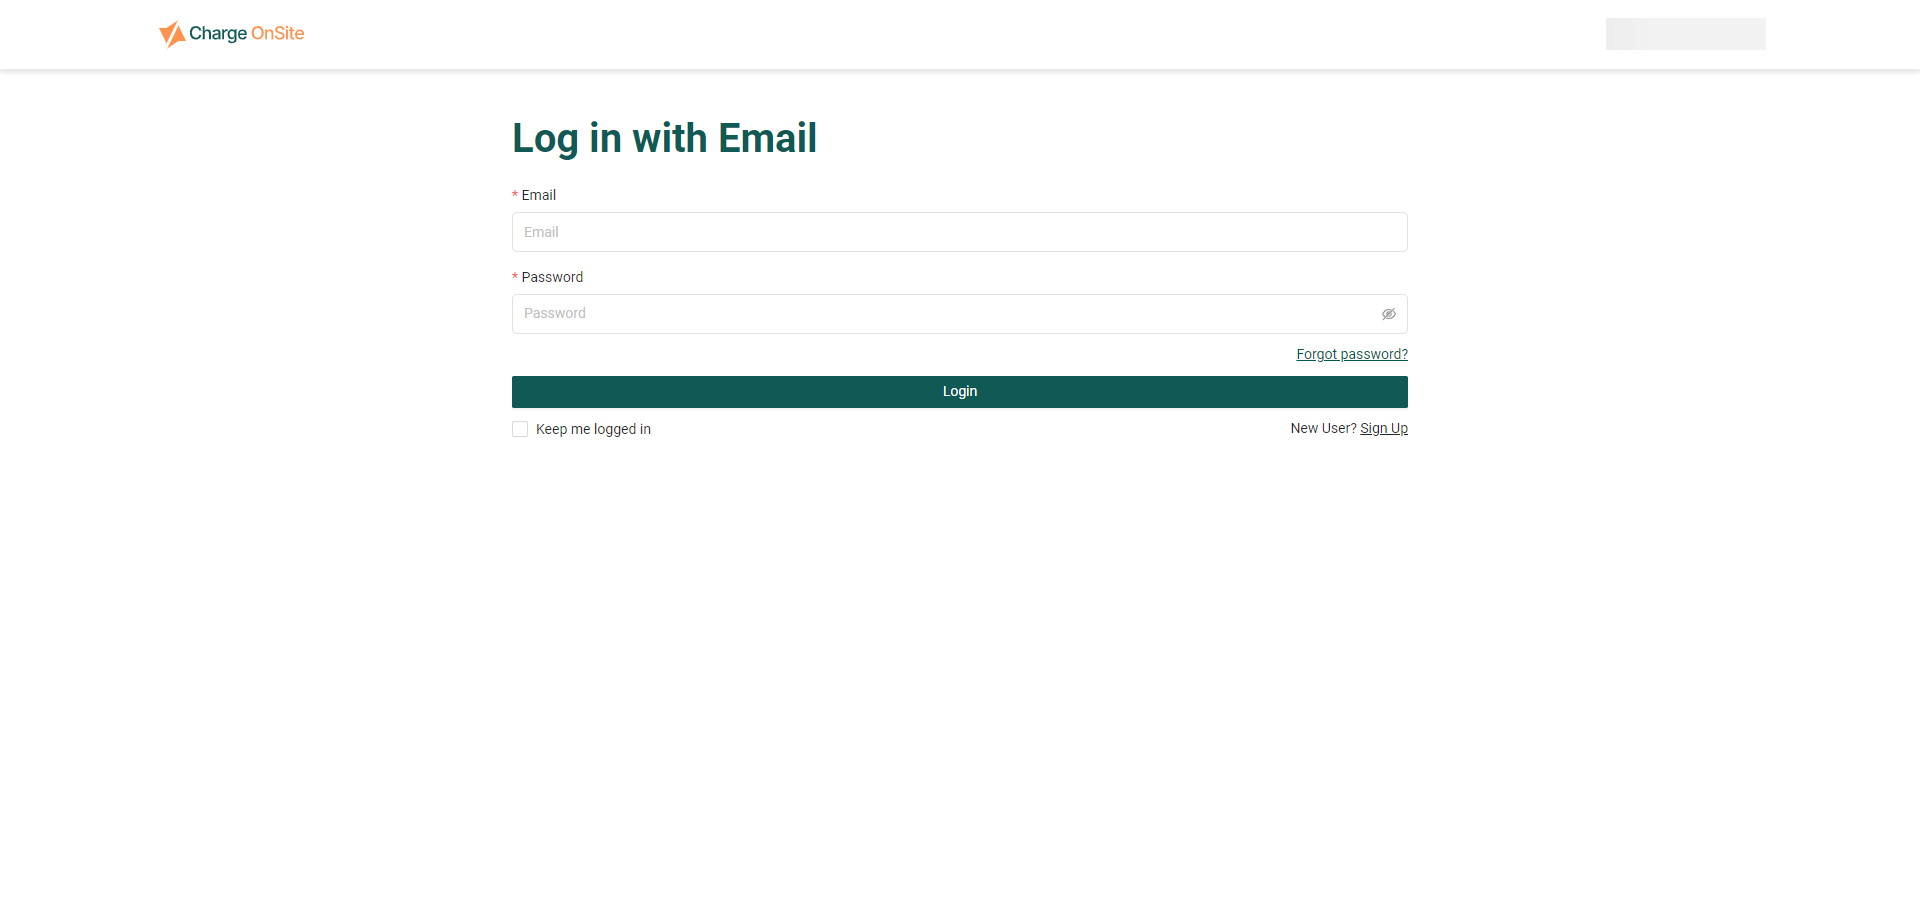 Charge OnSite
Log in with Email
* Email
Email
* Password
Password
Forgot password?
Login
Keep me logged in
New User? Sign Up